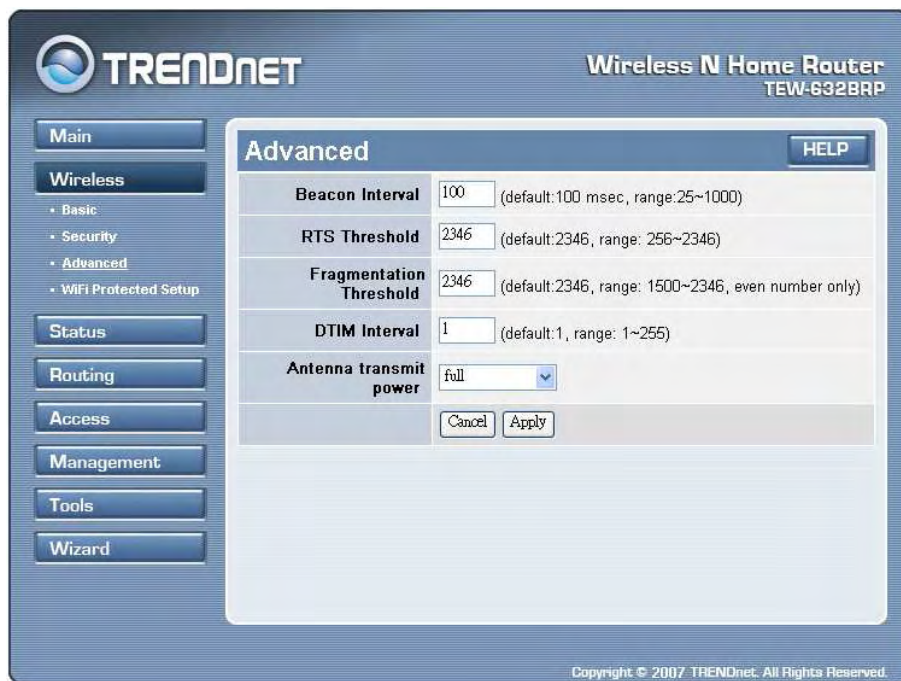 TRENDNET
Wireless N Home Router
TEW-632BRP
Main
Wireless
• Basic
• Security
• Advanced
• WiFi Protected Setup
Status
Routing
Access
Management
Tools
Wizard
Advanced
HELP
Beacon Interval 100 (default:100 msec, range:25~1000)
RTS Threshold 2346 (default:2346, range: 256~2346)
Fragmentation Threshold 2346 (default:2346, range: 1500~2346, even number only)
DTIM Interval 1 (default:1, range: 1~255)
Antenna transmit power full
Cancel Apply
Copyright © 2007 TRENDnet. All Rights Reserved.